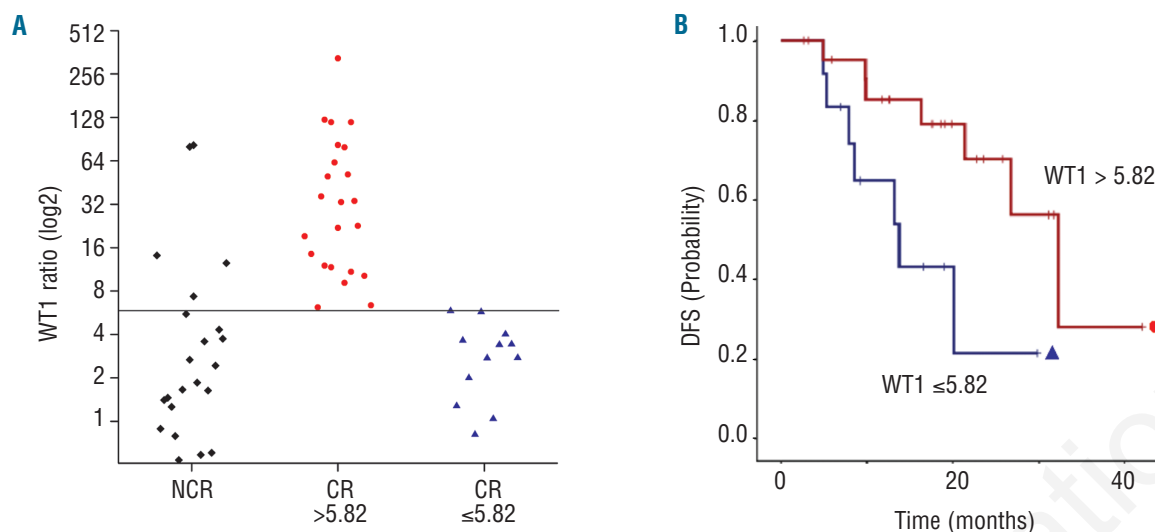 A
WT1 ratio (log2)
512
256
128
64
32
16
8
4
2
1
NCR
CR
>5.82
CR
≤5.82
B
DFS (Probability)
1.0
0.8
0.6
0.4
0.2
0.0
WT1 > 5.82
WT1 ≤5.82
0
20
40
Time (months)